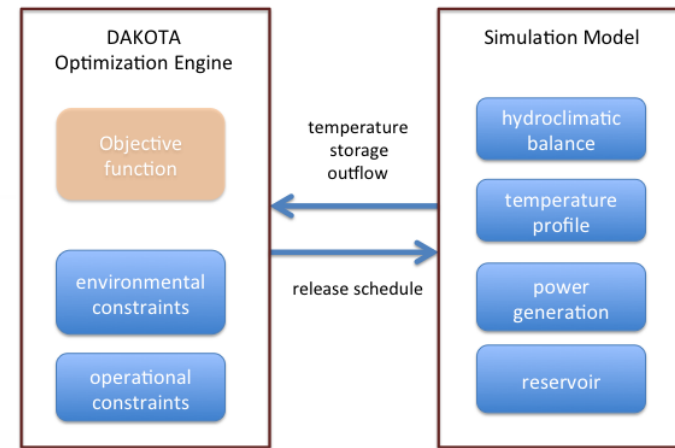 DAKOTA
Optimization Engine
Objective
function
environmental
constraints
operational
constraints
temperature
storage
outflow
release schedule
Simulation Model
hydroclimatic
balance
temperature
profile
power
generation
reservoir